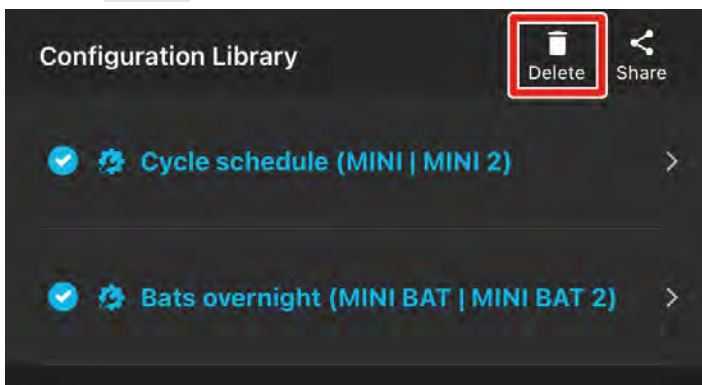 Configuration Library
Delete
Share
Cycle schedule (MINI | MINI 2)
Bats overnight (MINI BAT | MINI BAT 2)